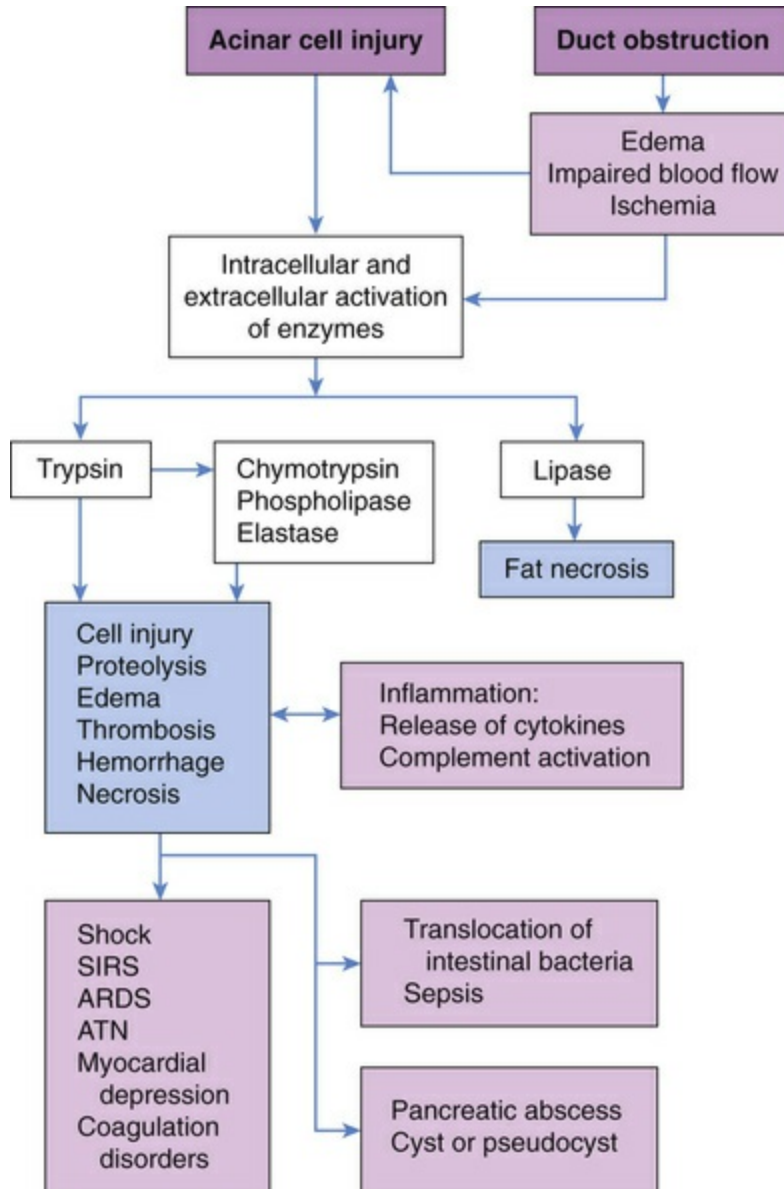 Acinar cell injury
Duct obstruction
Edema
Impaired blood flow
Ischemia
Intracellular and
extracellular activation
of enzymes
Trypsin
Chymotrypsin
Phospholipase
Elastase
Lipase
Fat necrosis
Cell injury
Proteolysis
Edema
Thrombosis
Hemorrhage
Necrosis
Inflammation:
Release of cytokines
Complement activation
Shock
SIRS
ARDS
ATN
Myocardial
depression
Coagulation
disorders
Translocation of
intestinal bacteria
Sepsis
Pancreatic abscess
Cyst or pseudocyst